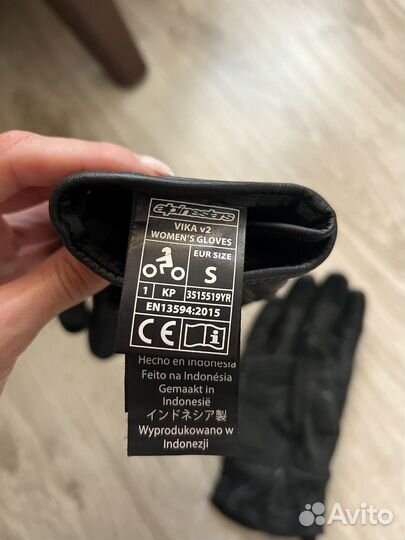 alpinestars
VIKA v2
WOMEN'S GLOVES
EUR SIZE
S
1 KP 3515519YR
EN13594:2015
CE i
Hecho en Indonesia
Feito na Indonésia
Gemaakt in
Indonesië
インドネシア製
Wyprodukowano w
Indonezji
Avito